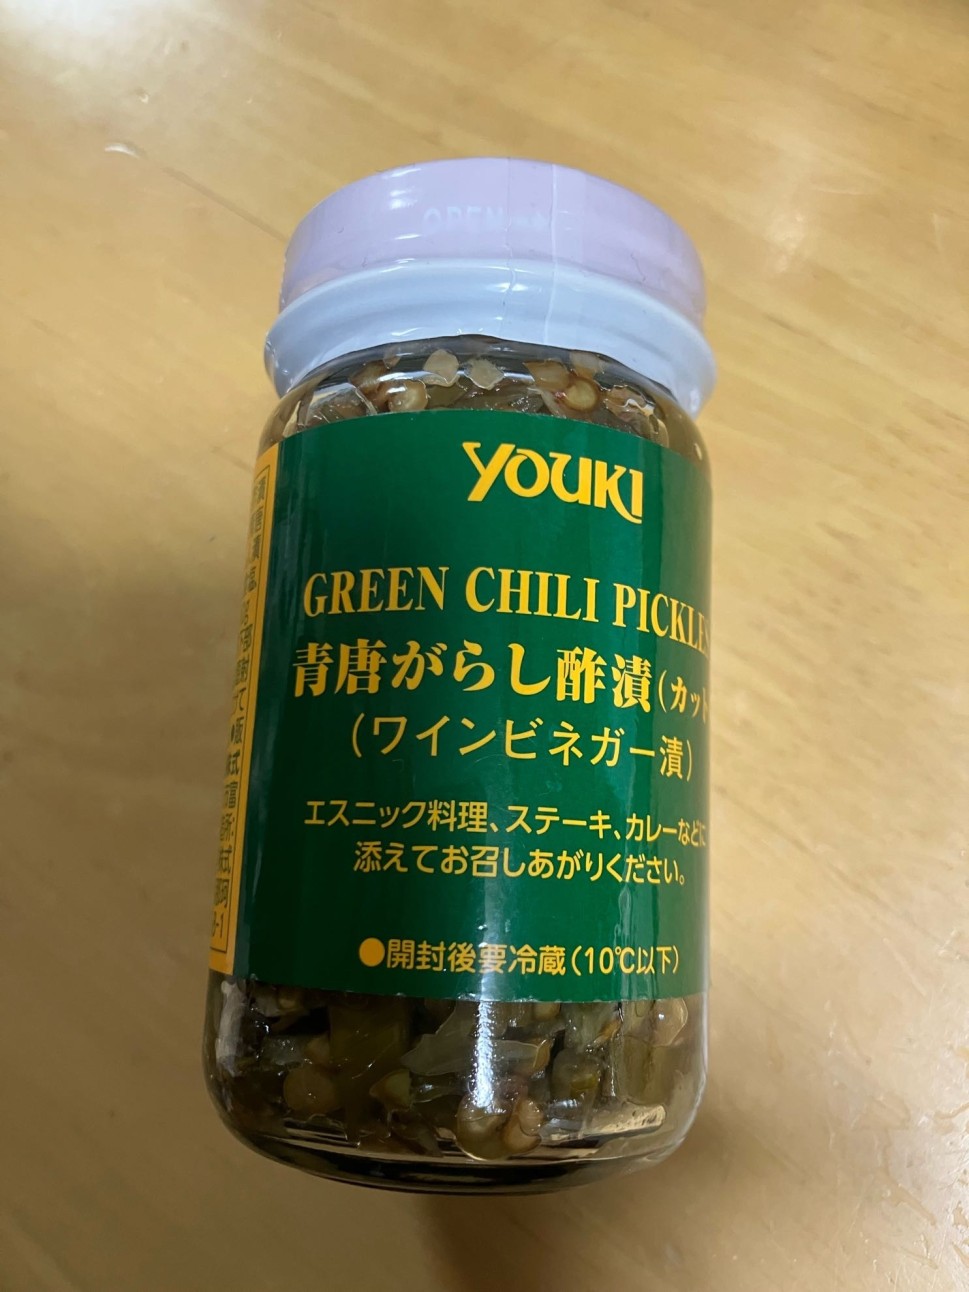 OPEN
YOUKI
GREEN CHILI PICKLES
青唐がらし酢漬(カット
(ワインビネガー漬)
エスニック料理、ステーキ、カレーなどに
添えてお召しあがりください。
●開封後要冷蔵(10℃以下)